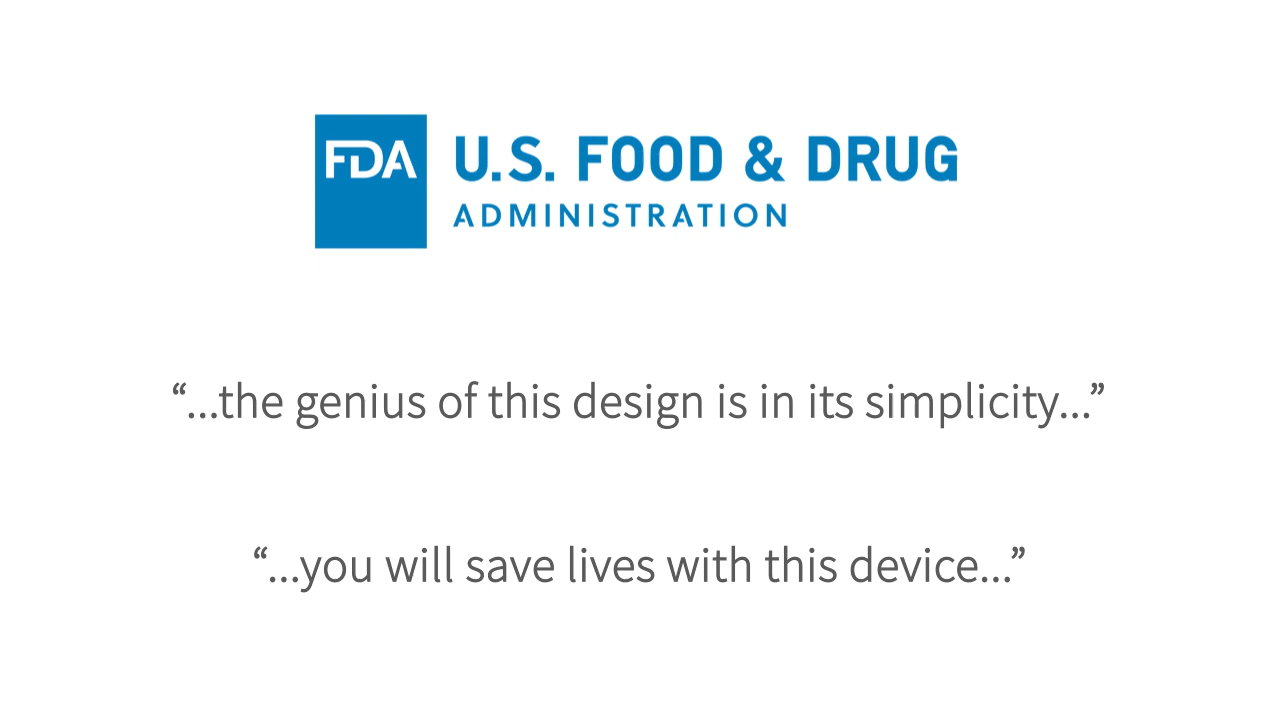 FDA U.S. FOOD & DRUG
ADMINISTRATION
“...the genius of this design is in its simplicity...”
“...you will save lives with this device...”